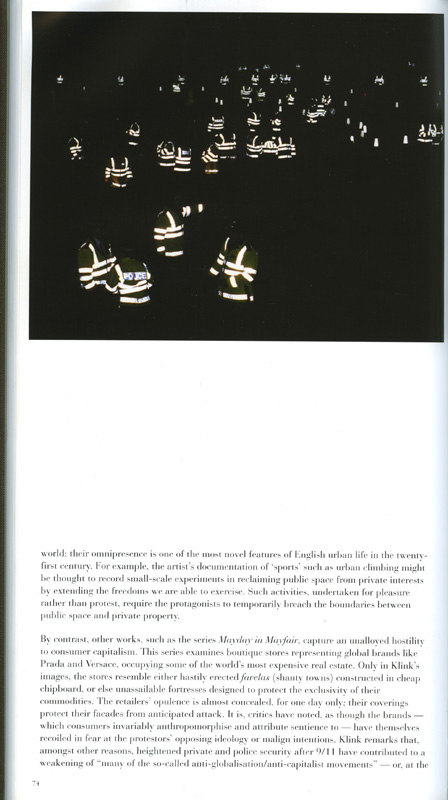 POLICE
world; their omnipresence is one of the most novel features of English urban life in the twenty-
first century. For example, the artist's documentation of 'sports' such as urban climbing might
be thought to record small-scale experiments in reclaiming public space from private interests
by extending the freedoms we are able to exercise. Such activities, undertaken for pleasure
rather than protest, require the protagonists to temporarily breach the boundaries between
public space and private property.
By contrast, other works, such as the series Mayday in Mayfair, capture an unalloyed hostility
to consumer capitalism. This series examines boutique stores representing global brands like
Prada and Versace, occupying some of the world's most expensive real estate. Only in Klink's
images, the stores resemble either hastily erected favelas (shanty towns) constructed in cheap
chipboard, or else unassailable fortresses designed to protect the exclusivity of their
commodities. The retailers' opulence is almost concealed, for one day only; their coverings
protect their facades from anticipated attack. It is, critics have noted, as though the brands —
which consumers invariably anthropomorphise and attribute sentience to — have themselves
recoiled in fear at the protestors' opposing ideology or malign intentions. Klink remarks that,
amongst other reasons, heightened private and police security after 9/11 have contributed to a
weakening of "many of the so-called anti-globalisation/anti-capitalist movements" — or, at the
74